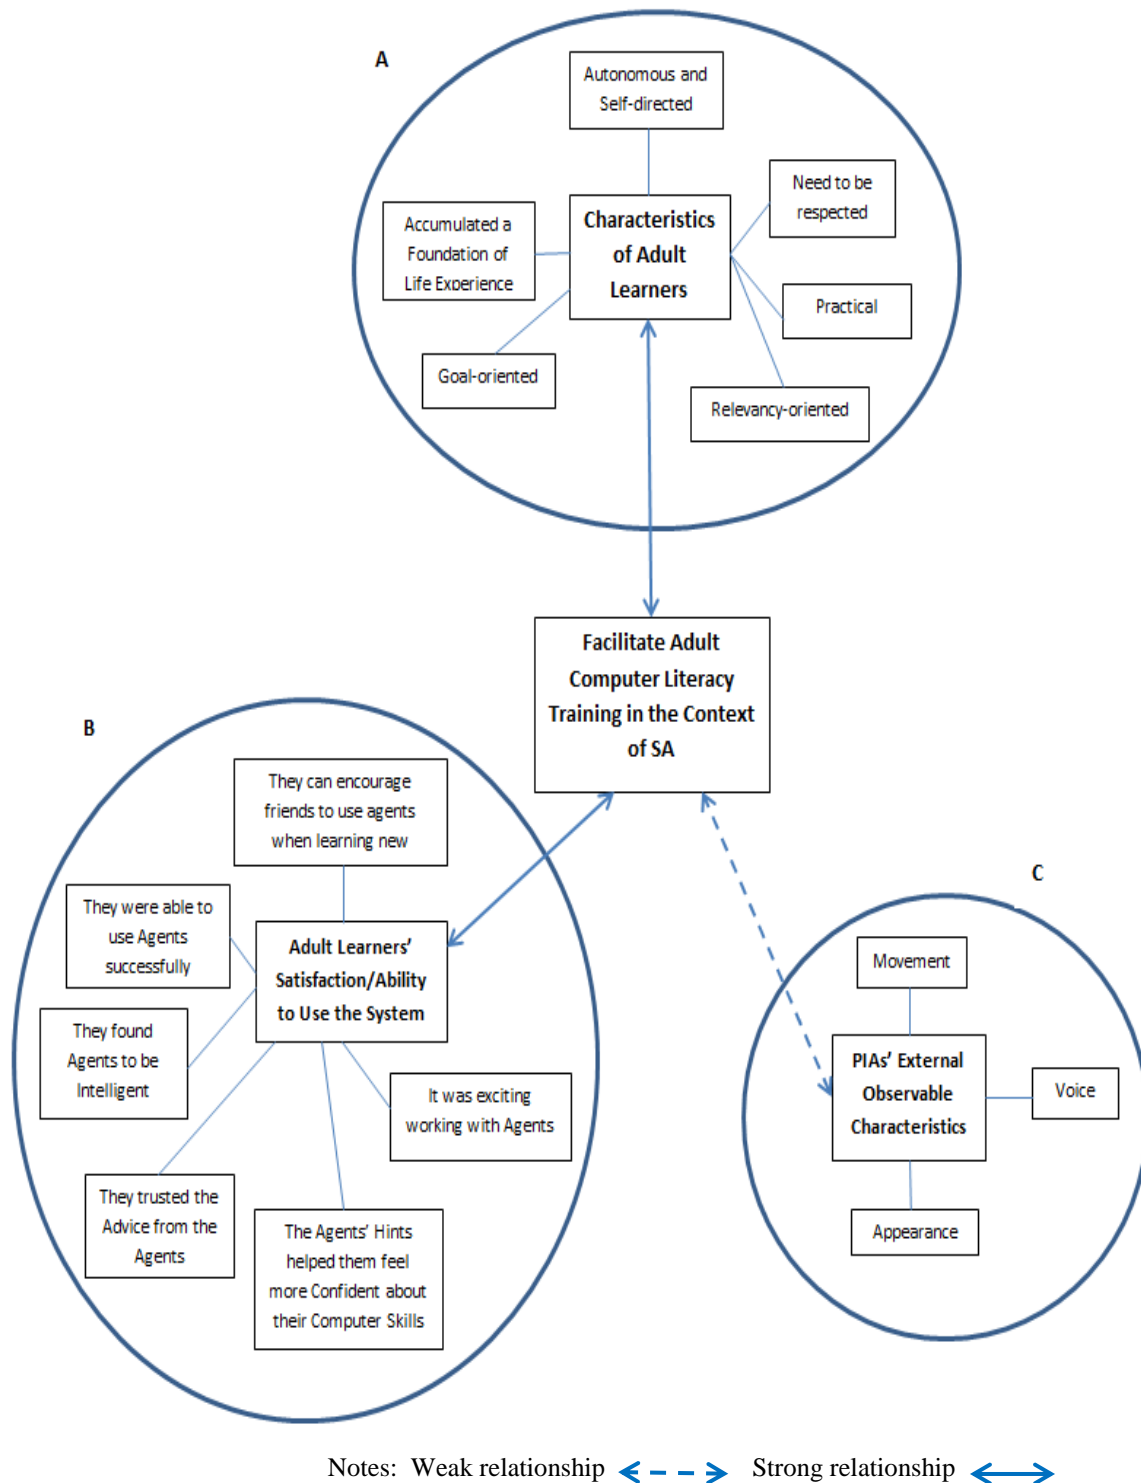 A
Autonomous and
Self-directed
Need to be
respected
Characteristics
of Adult
Learners
Accumulated a
Foundation of
Life Experience
Practical
Goal-oriented
Relevancy-oriented
Facilitate Adult
Computer Literacy
Training in the Context
of SA
B
They can encourage
friends to use agents
when learning new
They were able to
use Agents
successfully
Adult Learners'
Satisfaction/Ability
to Use the System
They found
Agents to be
Intelligent
It was exciting
working with Agents
They trusted the
Advice from the
Agents
The Agents' Hints
helped them feel
more Confident about
their Computer Skills
C
Movement
PIAs' External
Observable
Characteristics
Voice
Appearance
Notes: Weak relationship Strong relationship